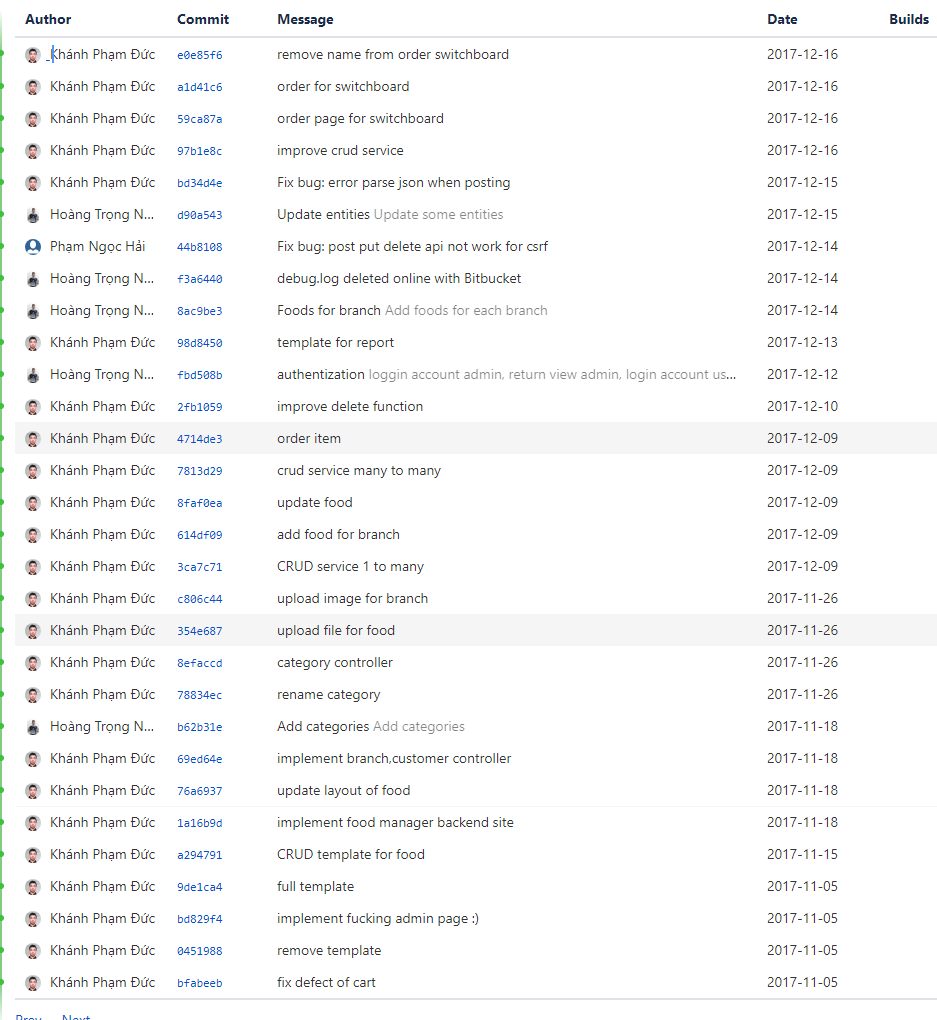 Author Commit Message Date Builds
Khánh Phạm Đức e0e85f6 remove name from order switchboard 2017-12-16
Khánh Phạm Đức a1d41c6 order for switchboard 2017-12-16
Khánh Phạm Đức 59ca87a order page for switchboard 2017-12-16
Khánh Phạm Đức 97b1e8c improve crud service 2017-12-16
Khánh Phạm Đức bd34d4e Fix bug: error parse json when posting 2017-12-15
Hoàng Trọng N... d90a543 Update entities Update some entities 2017-12-15
Phạm Ngọc Hải 44b8108 Fix bug: post put delete api not work for csrf 2017-12-14
Hoàng Trọng N... f3a6440 debug.log deleted online with Bitbucket 2017-12-14
Hoàng Trọng N... 8ac9be3 Foods for branch Add foods for each branch 2017-12-14
Khánh Phạm Đức 98d8450 template for report 2017-12-13
Hoàng Trọng N... fbd508b authentization loggin account admin, return view admin, login account us... 2017-12-12
Khánh Phạm Đức 2fb1059 improve delete function 2017-12-10
Khánh Phạm Đức 4714de3 order item 2017-12-09
Khánh Phạm Đức 7813d29 crud service many to many 2017-12-09
Khánh Phạm Đức 8faf0ea update food 2017-12-09
Khánh Phạm Đức 614df09 add food for branch 2017-12-09
Khánh Phạm Đức 3ca7c71 CRUD service 1 to many 2017-12-09
Khánh Phạm Đức c806c44 upload image for branch 2017-11-26
Khánh Phạm Đức 354e687 upload file for food 2017-11-26
Khánh Phạm Đức 8efaccd category controller 2017-11-26
Khánh Phạm Đức 78834ec rename category 2017-11-26
Hoàng Trọng N... b62b31e Add categories Add categories 2017-11-18
Khánh Phạm Đức 69ed64e implement branch,customer controller 2017-11-18
Khánh Phạm Đức 76a6937 update layout of food 2017-11-18
Khánh Phạm Đức 1a16b9d implement food manager backend site 2017-11-18
Khánh Phạm Đức a294791 CRUD template for food 2017-11-15
Khánh Phạm Đức 9de1ca4 full template 2017-11-05
Khánh Phạm Đức bd829f4 implement fucking admin page :) 2017-11-05
Khánh Phạm Đức 0451988 remove template 2017-11-05
Khánh Phạm Đức bfabeeb fix defect of cart 2017-11-05
Prev Next